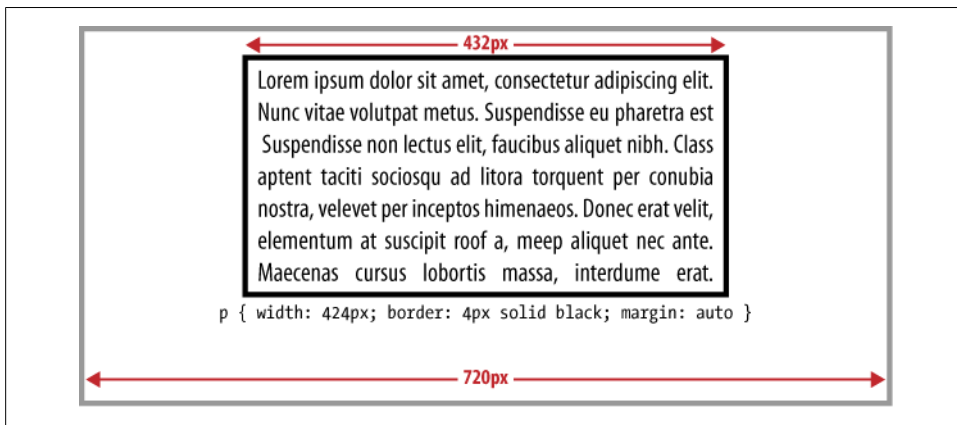 432px
Lorem ipsum dolor sit amet, consectetur adipiscing elit.
Nunc vitae volutpat metus. Suspendisse eu pharetra est
Suspendisse non lectus elit, faucibus aliquet nibh. Class
aptent taciti sociosqu ad litora torquent per conubia
nostra, velevet per inceptos himenaeos. Donec erat velit,
elementum at suscipit roof a, meep aliquet nec ante.
Maecenas cursus lobortis massa, interdume erat.
p { width: 424px; border: 4px solid black; margin: auto }
720px